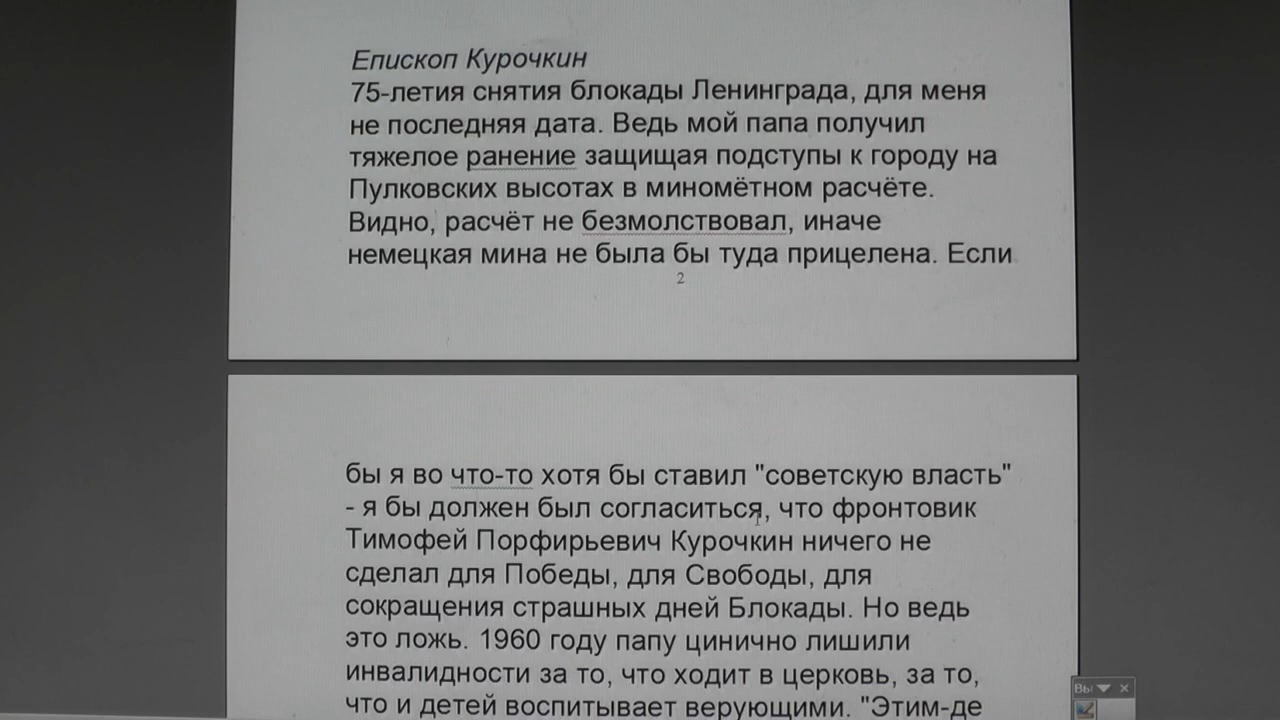 Епископ Курочкин
75-летия снятия блокады Ленинграда, для меня
не последняя дата. Ведь мой папа получил
тяжелое ранение защищая подступы к городу на
Пулковских высотах в миномётном расчёте.
Видно, расчёт не безмолствовал, иначе
немецкая мина не была бы туда прицелена. Если
2
бы я во что-то хотя бы ставил "советскую власть"
- я бы должен был согласиться, что фронтовик
Тимофей Порфирьевич Курочкин ничего не
сделал для Победы, для Свободы, для
сокращения страшных дней Блокады. Но ведь
это ложь. 1960 году папу цинично лишили
инвалидности за то, что ходит в церковь, за то,
что и детей воспитывает верующими. "Этим-де
Вы